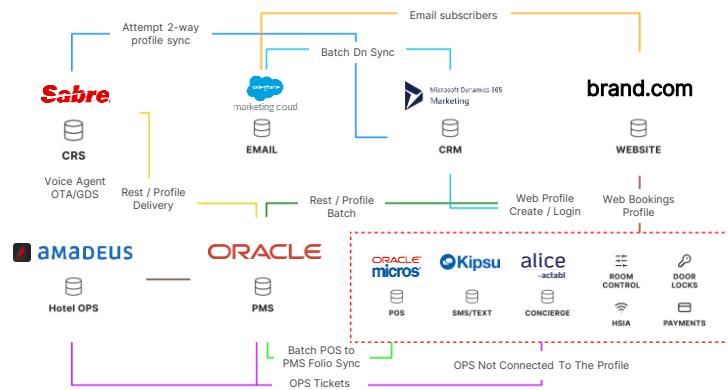 Email subscribers
Attempt 2-way
profile sync
Batch Dn Sync
Sabre
salesforce
marketing cloud
Microsoft Dynamics 365
Marketing
brand.com
CRS
EMAIL
CRM
WEBSITE
Voice Agent
OTA/GDS
Rest / Profile
Delivery
Rest / Profile
Batch
Web Profile
Create / Login
Web Bookings
Profile
amadeus
ORACLE
ORACLE
micros
Kipsu
alice
by actabl
ROOM
CONTROL
DOOR
LOCKS
Hotel OPS
PMS
POS
SMS/TEXT
CONCIERGE
HSIA
PAYMENTS
Batch POS to
PMS Folio Sync
OPS Not Connected To The Profile
OPS Tickets